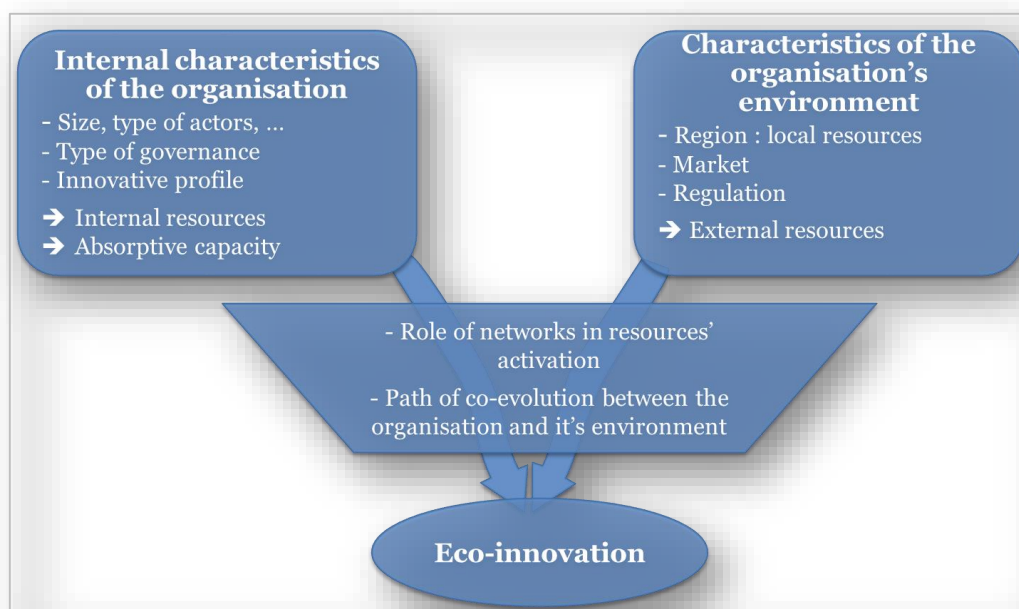 Internal characteristics
of the organisation
- Size, type of actors, ...
- Type of governance
- Innovative profile
➔ Internal resources
➔ Absorptive capacity
Characteristics of the
organisation’s
environment
- Region : local resources
- Market
- Regulation
➔ External resources
- Role of networks in resources’
activation
- Path of co-evolution between the
organisation and it’s environment
Eco-innovation